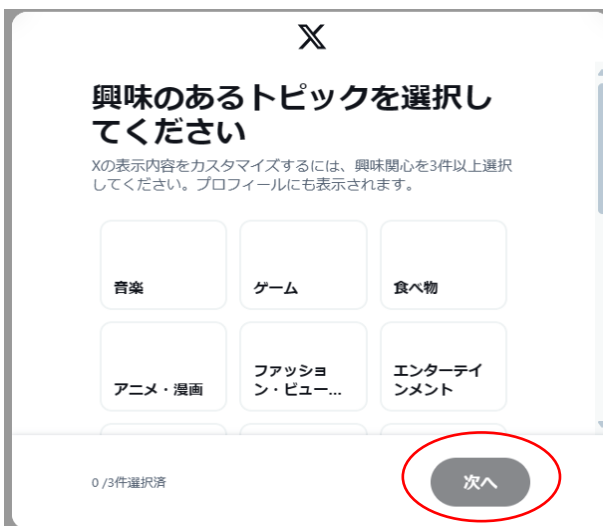 X
興味のあるトピックを選択し
てください
Xの表示内容をカスタマイズするには、興味関心を3件以上選択
してください。プロフィールにも表示されます。
音楽
ゲーム
食べ物
アニメ・漫画
ファッショ
ン・ビュー...
エンターテイ
ンメント
0 /3件選択済
次へ